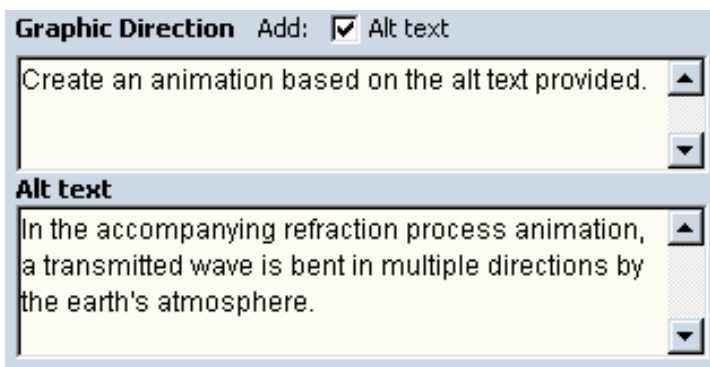 Graphic Direction Add: Alt text
Create an animation based on the alt text provided.
Alt text
In the accompanying refraction process animation,
a transmitted wave is bent in multiple directions by
the earth's atmosphere.